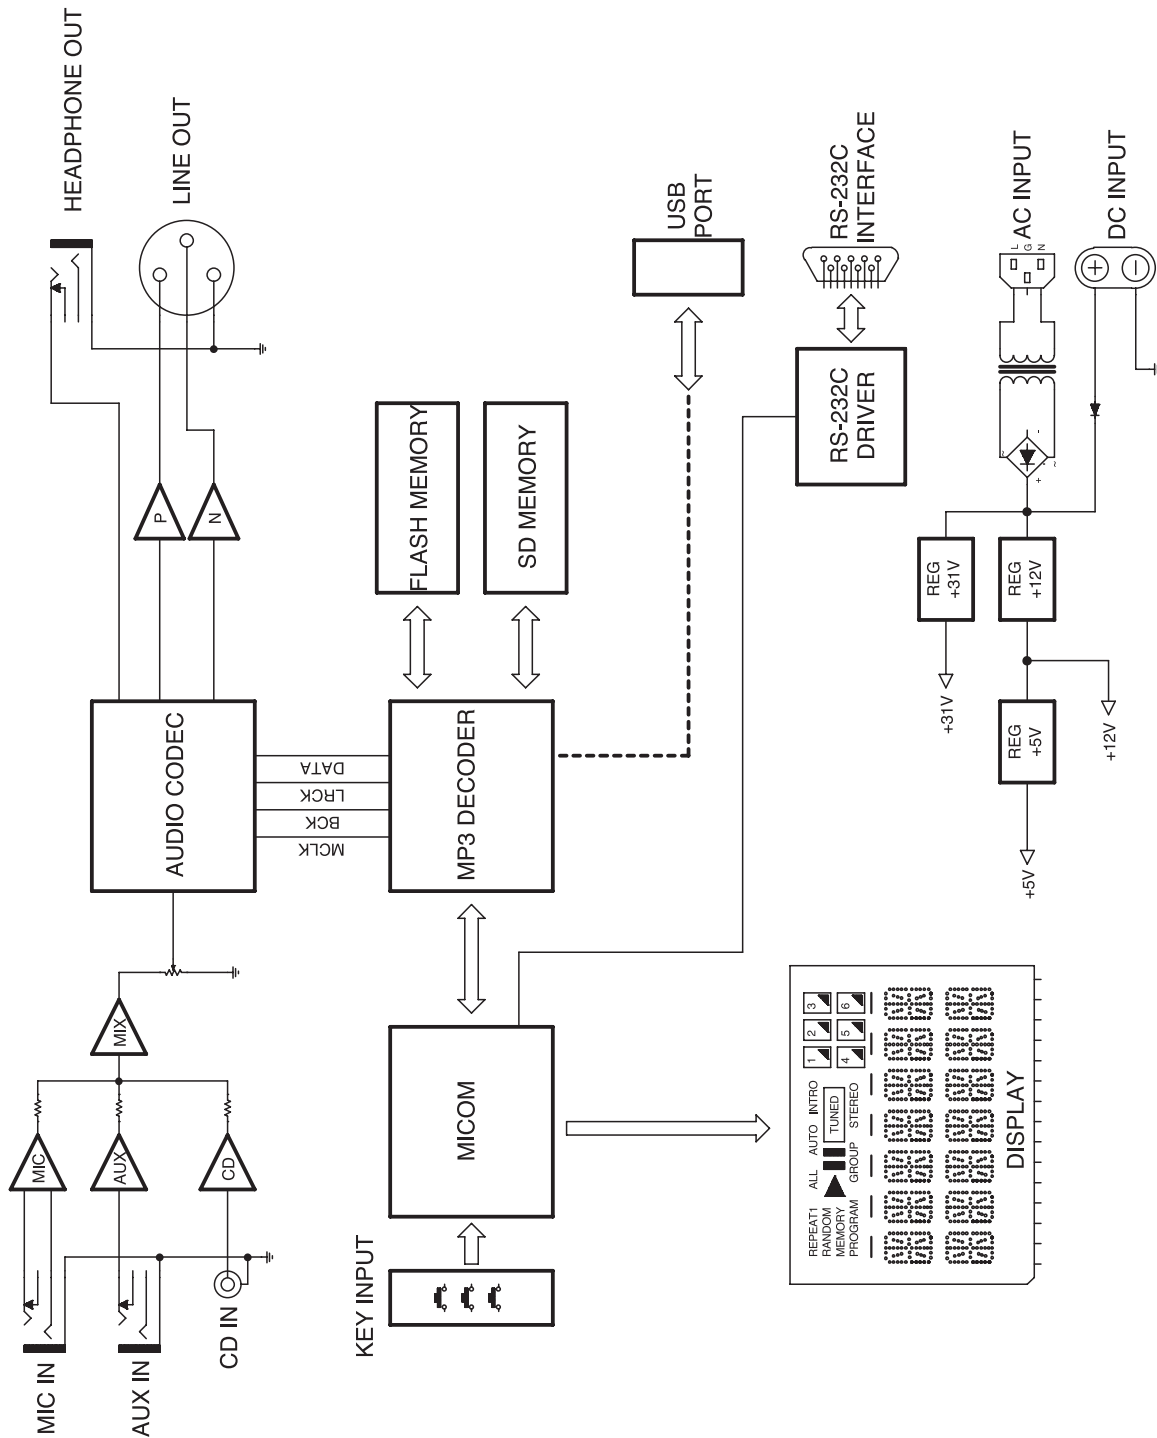 MIC IN
AUX IN
CD IN
MIC
AUX
CD
MIX
AUDIO CODEC
P
N
HEADPHONE OUT
LINE OUT
MCLK
BCK
LRCK
DATA
KEY INPUT
MICOM
MP3 DECODER
FLASH MEMORY
SD MEMORY
USB
PORT
RS-232C
DRIVER
RS-232C
INTERFACE
REPEAT1 ALL AUTO INTRO
RANDOM
MEMORY
TUNED
PROGRAM GROUP STEREO
1 2 3
4 5 6
DISPLAY
+5V
REG
+5V
+12V
+31V
REG
+31V
REG
+12V
~
+
-
~
L
G
N
AC INPUT
+
−
DC INPUT